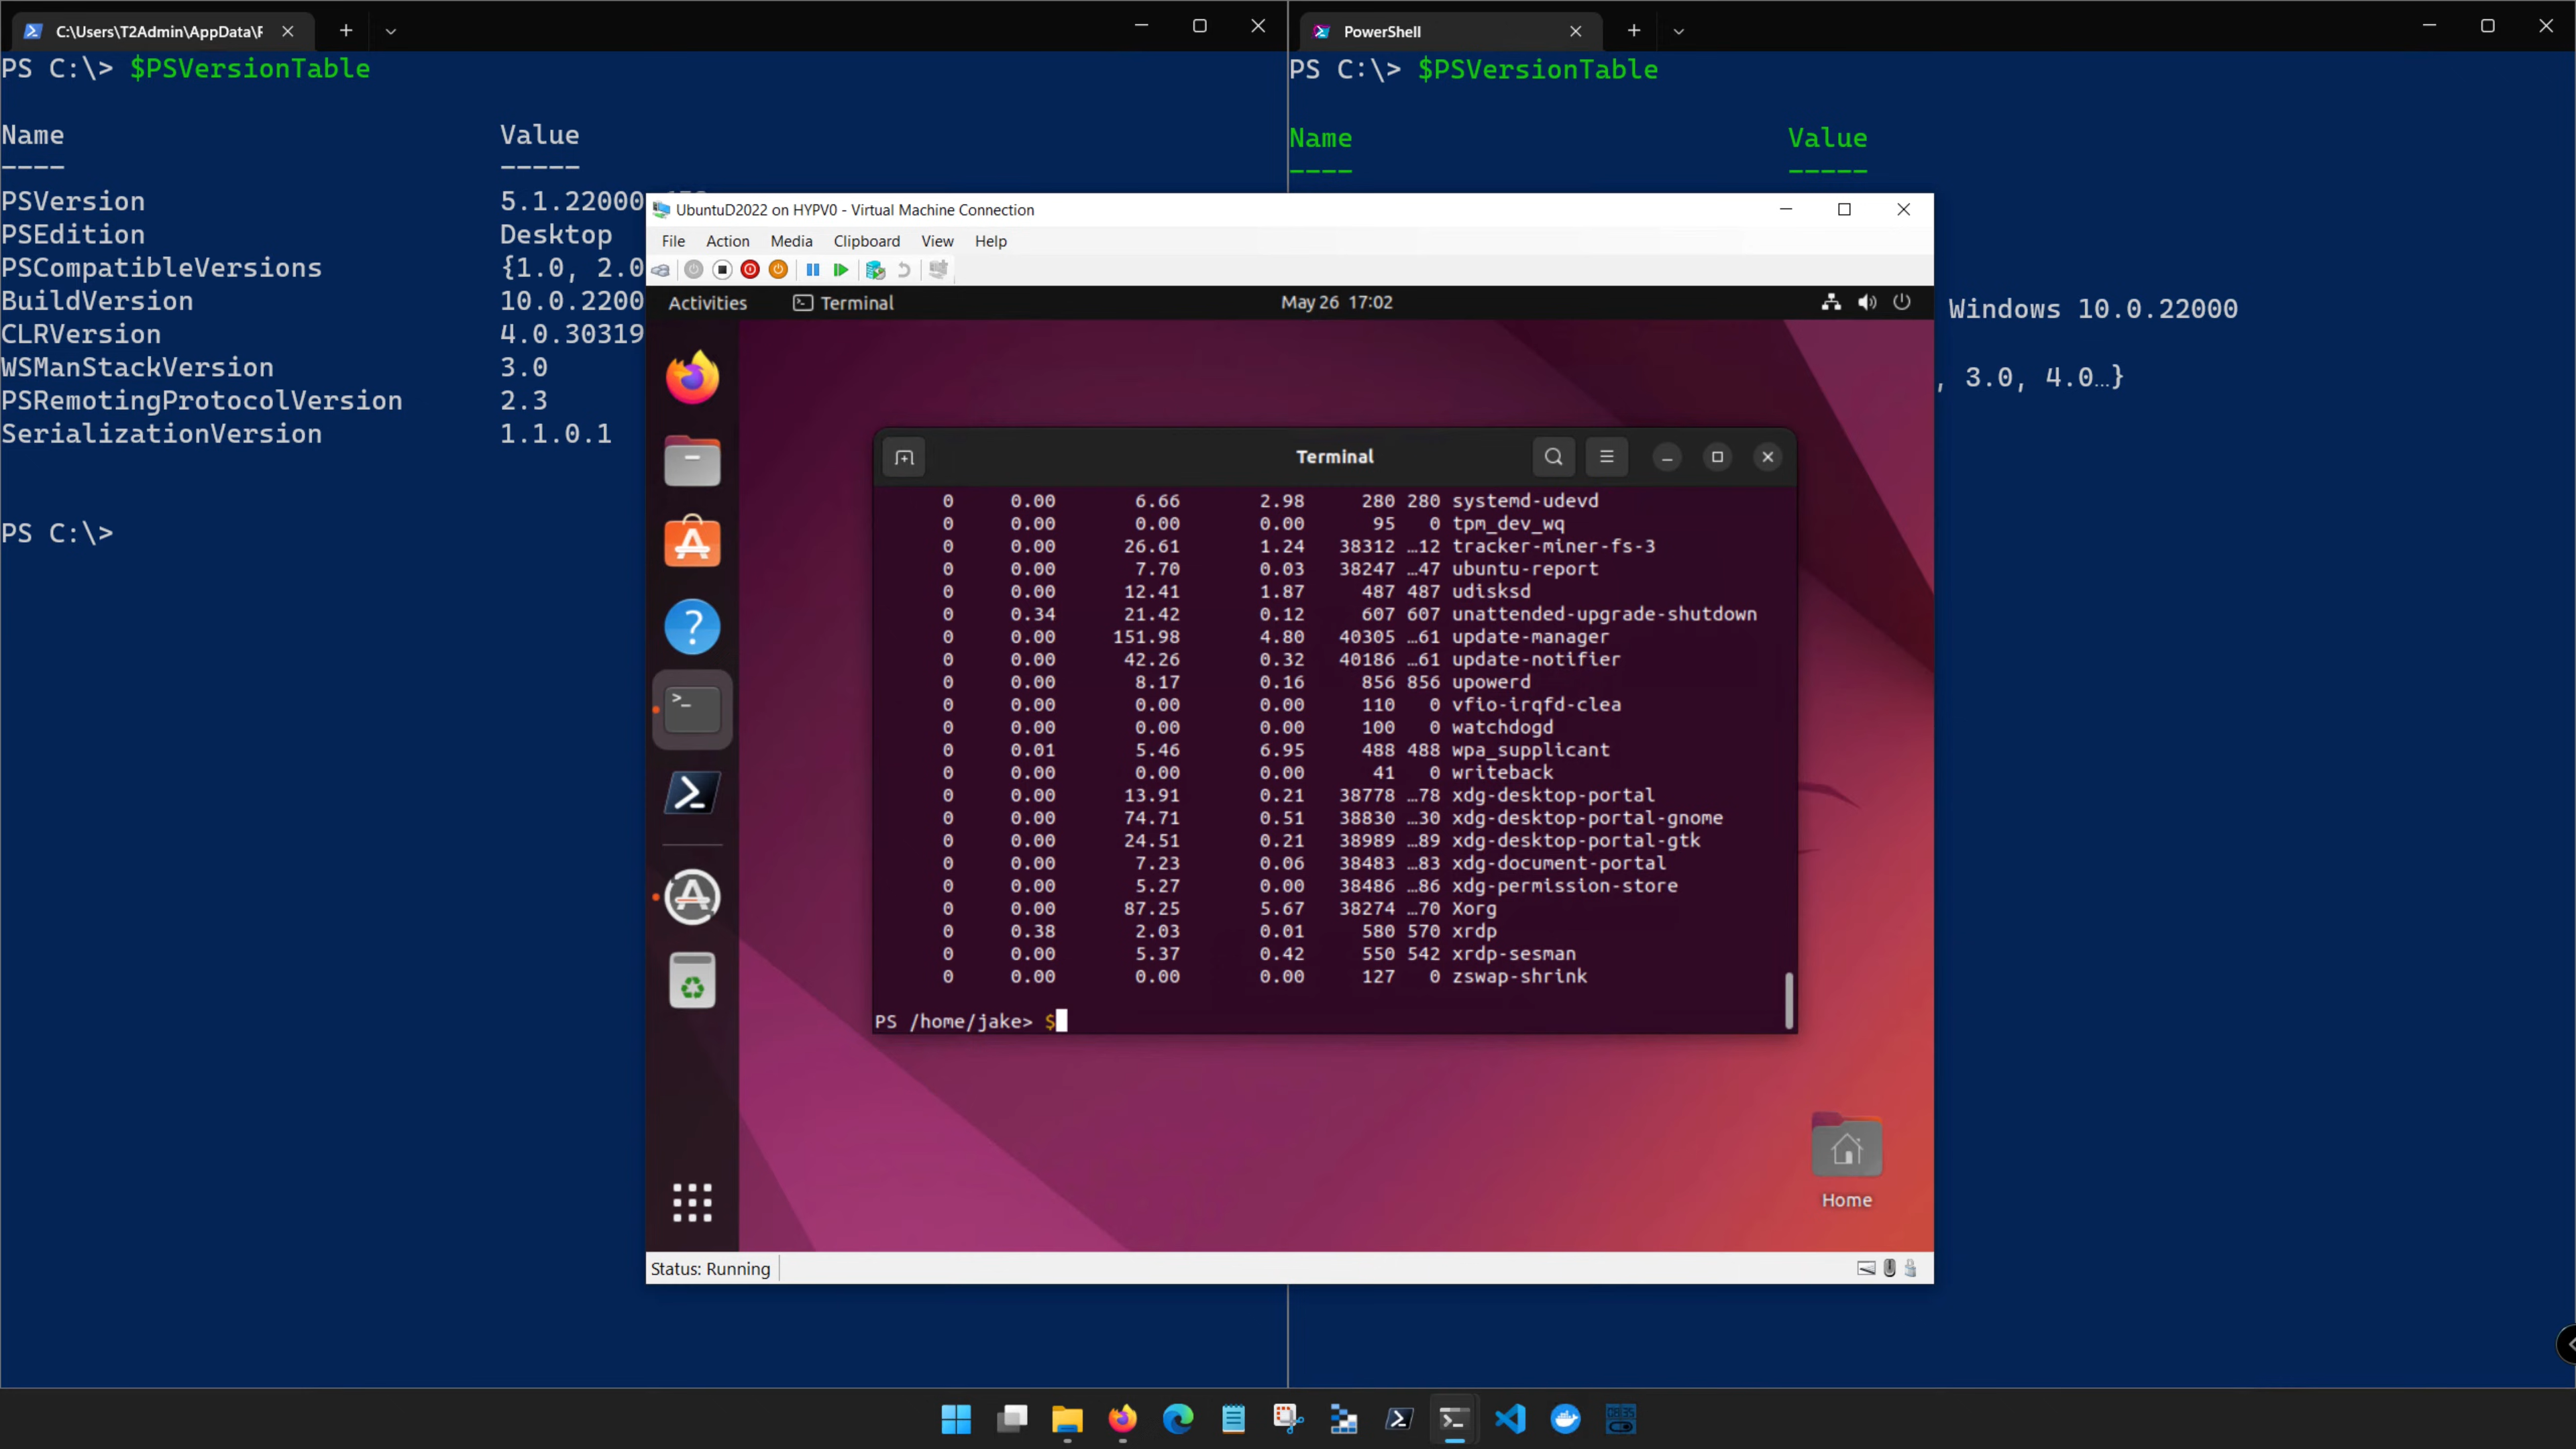 C:\Users\T2Admin\AppData\F
PS C:\> $PSVersionTable
Name Value
---- -----
PSVersion 5.1.22000
PSEdition Desktop
PSCompatibleVersions {1.0, 2.0
BuildVersion 10.0.2200
CLRVersion 4.0.30319
WSManStackVersion 3.0
PSRemotingProtocolVersion 2.3
SerializationVersion 1.1.0.1
PS C:\>
PowerShell
PS C:\> $PSVersionTable
Name Value
---- -----
Windows 10.0.22000
, 3.0, 4.0…}
UbuntuD2022 on HYPV0 - Virtual Machine Connection
File Action Media Clipboard View Help
Activities Terminal May 26 17:02
Terminal
0 0.00 6.66 2.98 280 280 systemd-udevd
0 0.00 0.00 0.00 95 0 tpm_dev_wq
0 0.00 26.61 1.24 38312 …12 tracker-miner-fs-3
0 0.00 7.70 0.03 38247 …47 ubuntu-report
0 0.00 12.41 1.87 487 487 udisksd
0 0.34 21.42 0.12 607 607 unattended-upgrade-shutdown
0 0.00 151.98 4.80 40305 …61 update-manager
0 0.00 42.26 0.32 40186 …61 update-notifier
0 0.00 8.17 0.16 856 856 upowerd
0 0.00 0.00 0.00 110 0 vfio-irqfd-clea
0 0.00 0.00 0.00 100 0 watchdogd
0 0.01 5.46 6.95 488 488 wpa_supplicant
0 0.00 0.00 0.00 41 0 writeback
0 0.00 13.91 0.21 38778 …78 xdg-desktop-portal
0 0.00 74.71 0.51 38830 …30 xdg-desktop-portal-gnome
0 0.00 24.51 0.21 38989 …89 xdg-desktop-portal-gtk
0 0.00 7.23 0.06 38483 …83 xdg-document-portal
0 0.00 5.27 0.00 38486 …86 xdg-permission-store
0 0.00 87.25 5.67 38274 …70 Xorg
0 0.38 2.03 0.01 580 570 xrdp
0 0.00 5.37 0.42 550 542 xrdp-sesman
0 0.00 0.00 0.00 127 0 zswap-shrink
PS /home/jake> $
Home
Status: Running